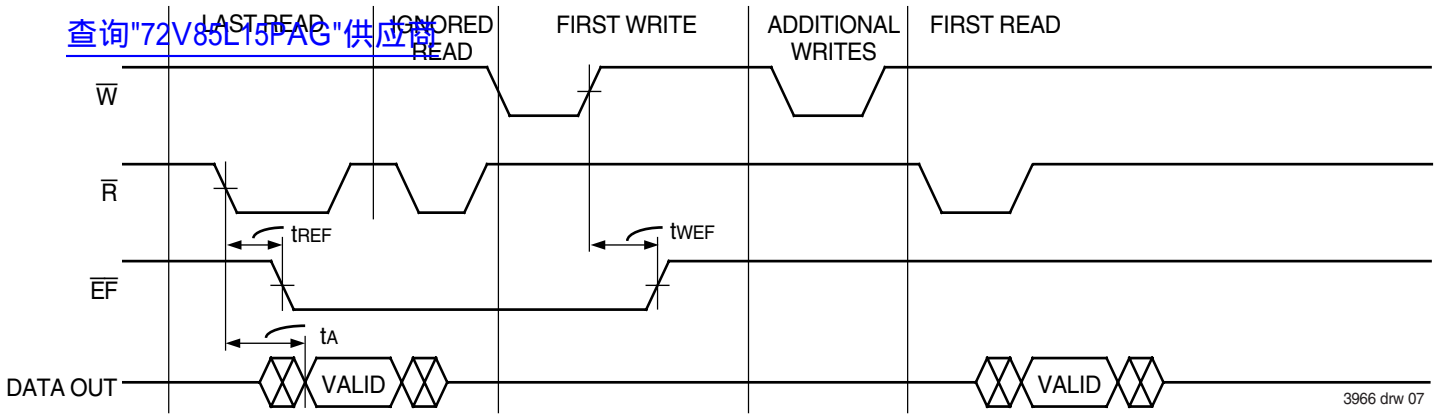 LAST READ
IGNORED
READ
FIRST WRITE
ADDITIONAL
WRITES
FIRST READ
查询"72V85L15PAG"供应商
W
R
tREF
tWEF
EF
tA
DATA OUT
VALID
VALID
3966 drw 07